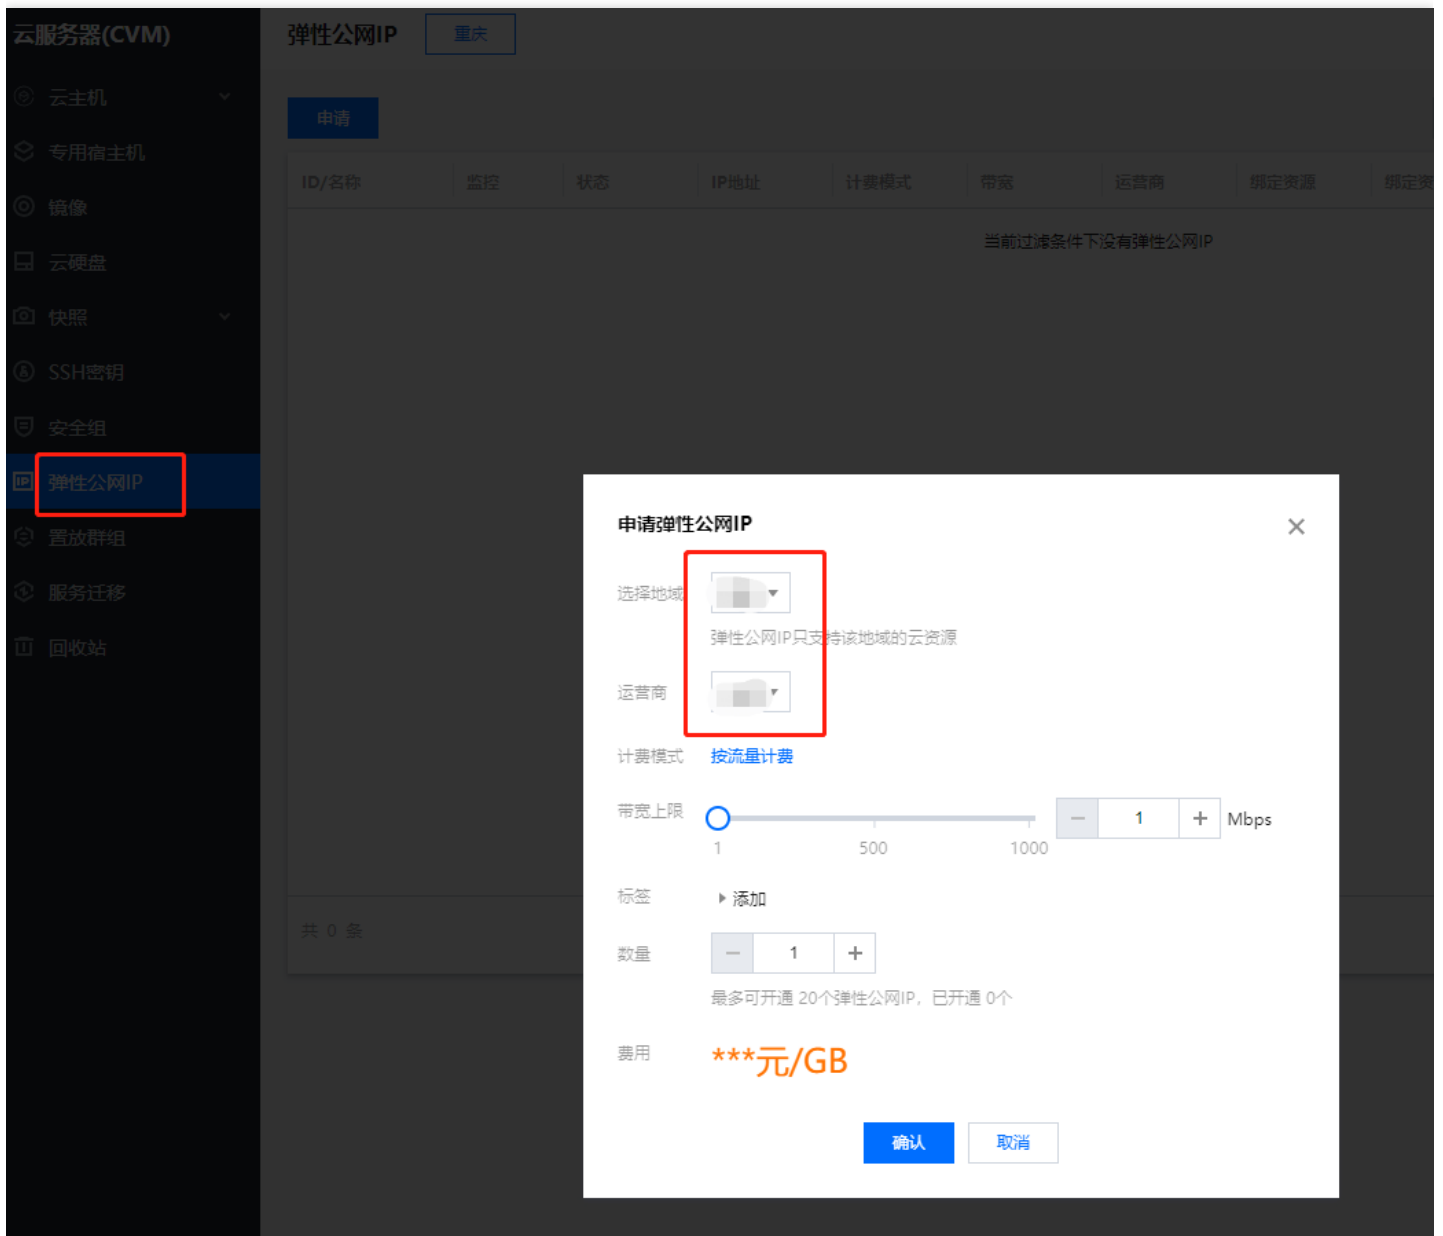 云服务器(CVM)
弹性公网IP
重庆
云主机
专用宿主机
镜像
云硬盘
快照
SSH密钥
安全组
IP
弹性公网IP
置放群组
服务迁移
回收站
申请
ID/名称 监控 状态 IP地址 计费模式 带宽 运营商 绑定资源 绑定资
当前过滤条件下没有弹性公网IP
共 0 条
申请弹性公网IP
选择地域
弹性公网IP只支持该地域的云资源
运营商
计费模式 按流量计费
带宽上限 1 Mbps
1 500 1000
标签 添加
数量 1
最多可开通 20个弹性公网IP，已开通 0个
费用 ***元/GB
确认 取消